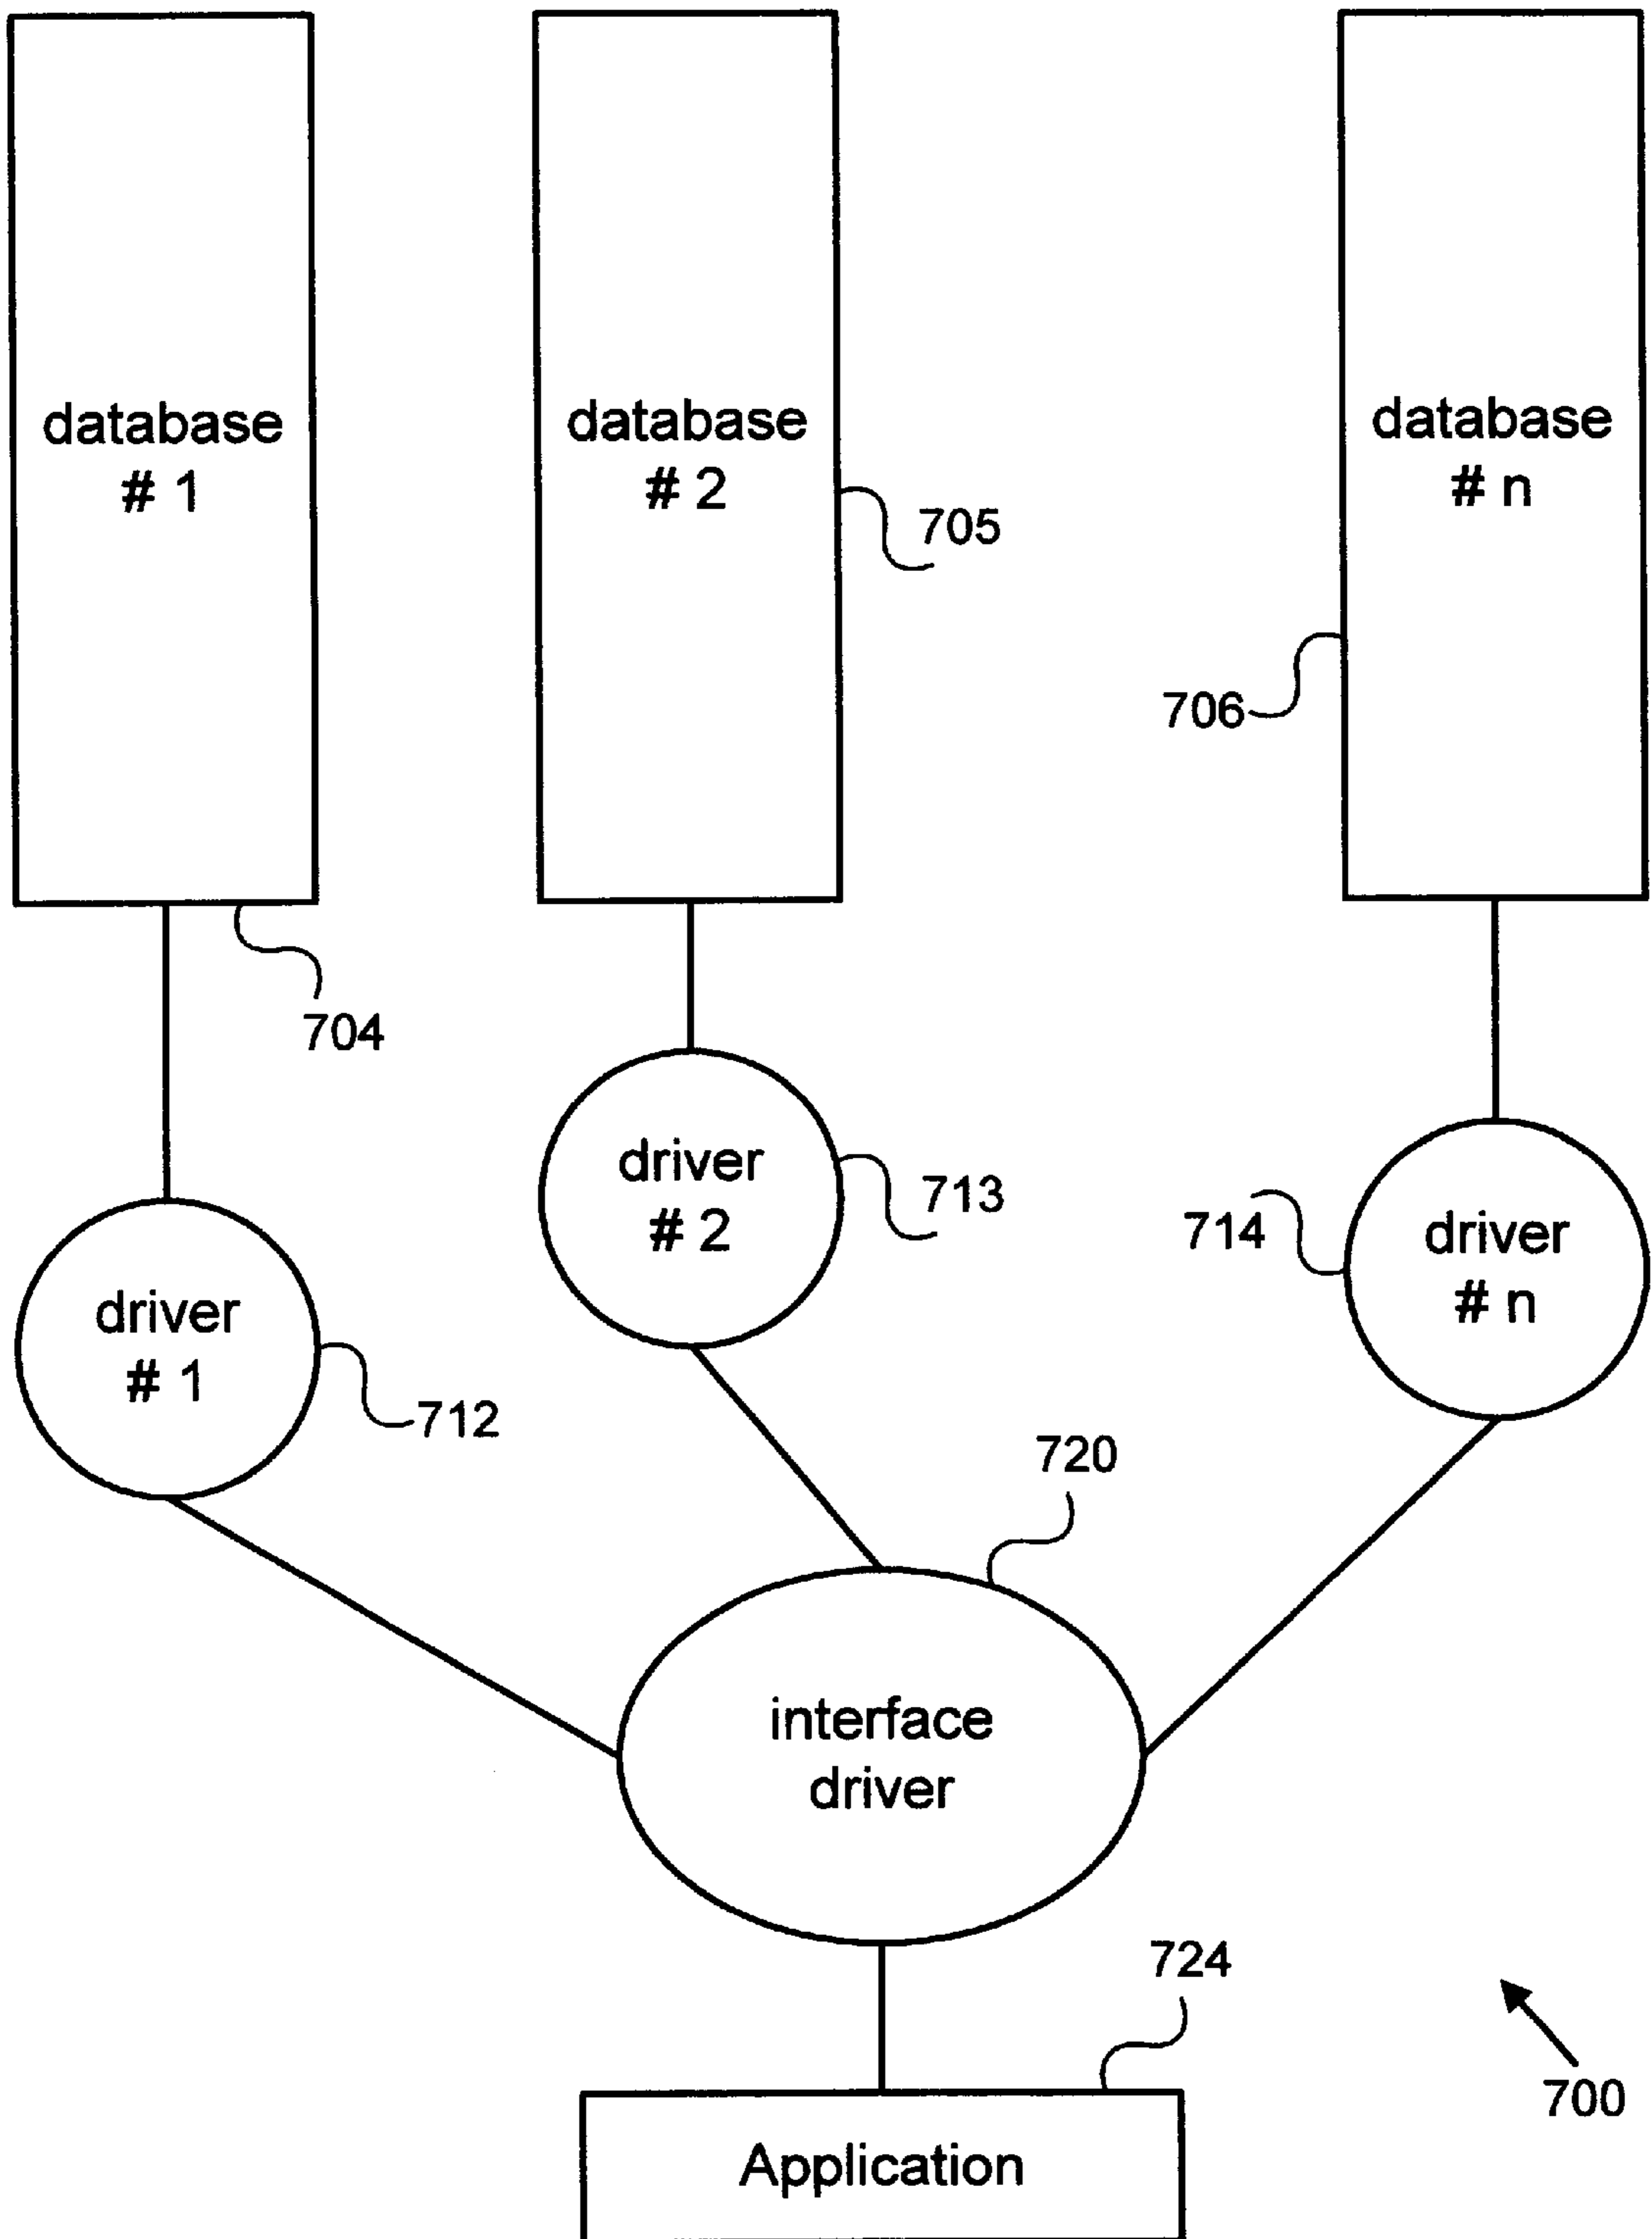 database
# 1
database
# 2
database
# n
705
706
704
driver
# 2
713
driver
# n
714
driver
# 1
712
720
interface
driver
724
Application
700